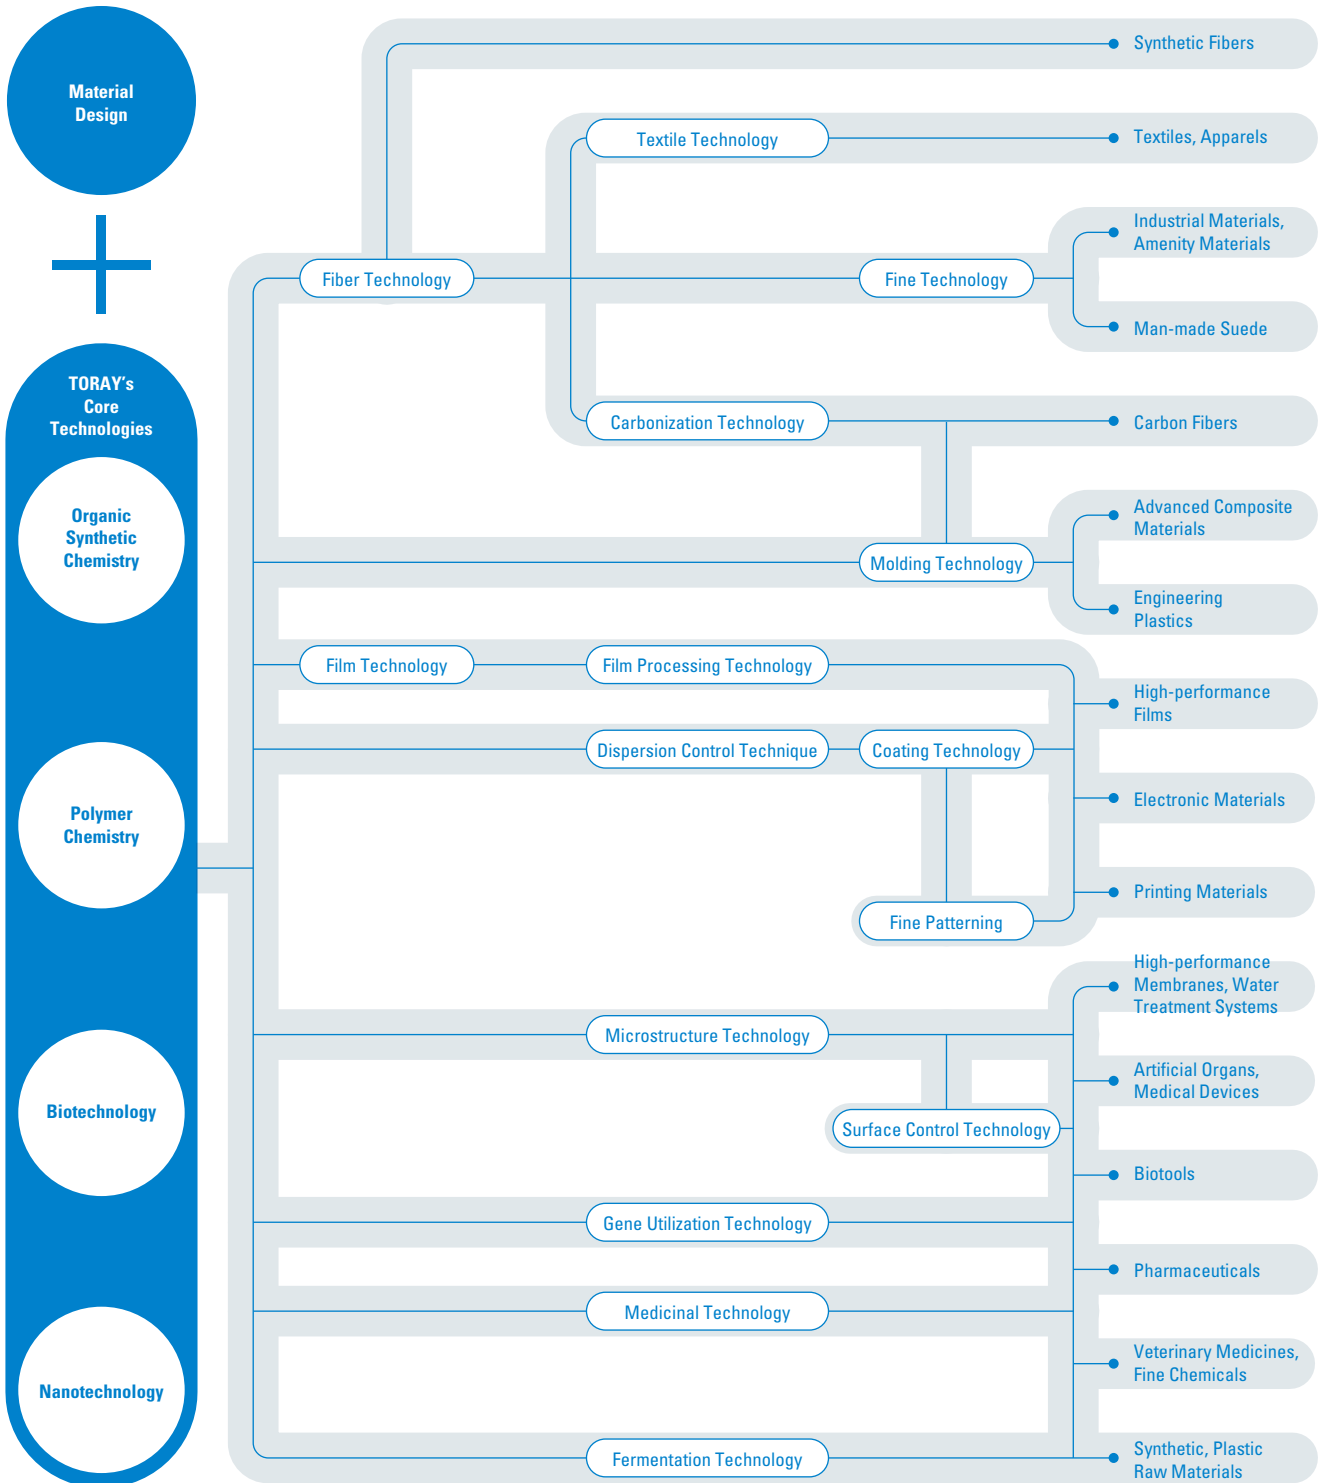 Material
Design
TORAY's
Core
Technologies
Organic
Synthetic
Chemistry
Polymer
Chemistry
Biotechnology
Nanotechnology
Synthetic Fibers
Textile Technology
Textiles, Apparels
Industrial Materials,
Amenity Materials
Fiber Technology
Fine Technology
Man-made Suede
Carbonization Technology
Carbon Fibers
Advanced Composite
Materials
Molding Technology
Engineering
Plastics
Film Technology
Film Processing Technology
High-performance
Films
Dispersion Control Technique
Coating Technology
Electronic Materials
Printing Materials
Fine Patterning
High-performance
Membranes, Water
Treatment Systems
Microstructure Technology
Artificial Organs,
Medical Devices
Surface Control Technology
Biotools
Gene Utilization Technology
Pharmaceuticals
Medicinal Technology
Veterinary Medicines,
Fine Chemicals
Fermentation Technology
Synthetic, Plastic
Raw Materials